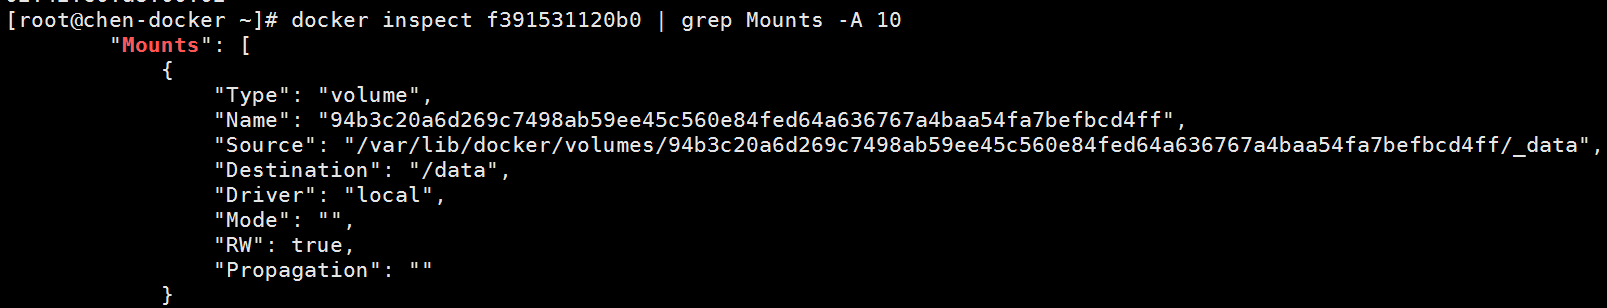 [root@chen-docker ~]# docker inspect f391531120b0 | grep Mounts -A 10
"Mounts": [
{
"Type": "volume",
"Name": "94b3c20a6d269c7498ab59ee45c560e84fed64a636767a4baa54fa7befbcd4ff",
"Source": "/var/lib/docker/volumes/94b3c20a6d269c7498ab59ee45c560e84fed64a636767a4baa54fa7befbcd4ff/_data",
"Destination": "/data",
"Driver": "local",
"Mode": "",
"RW": true,
"Propagation": ""
}